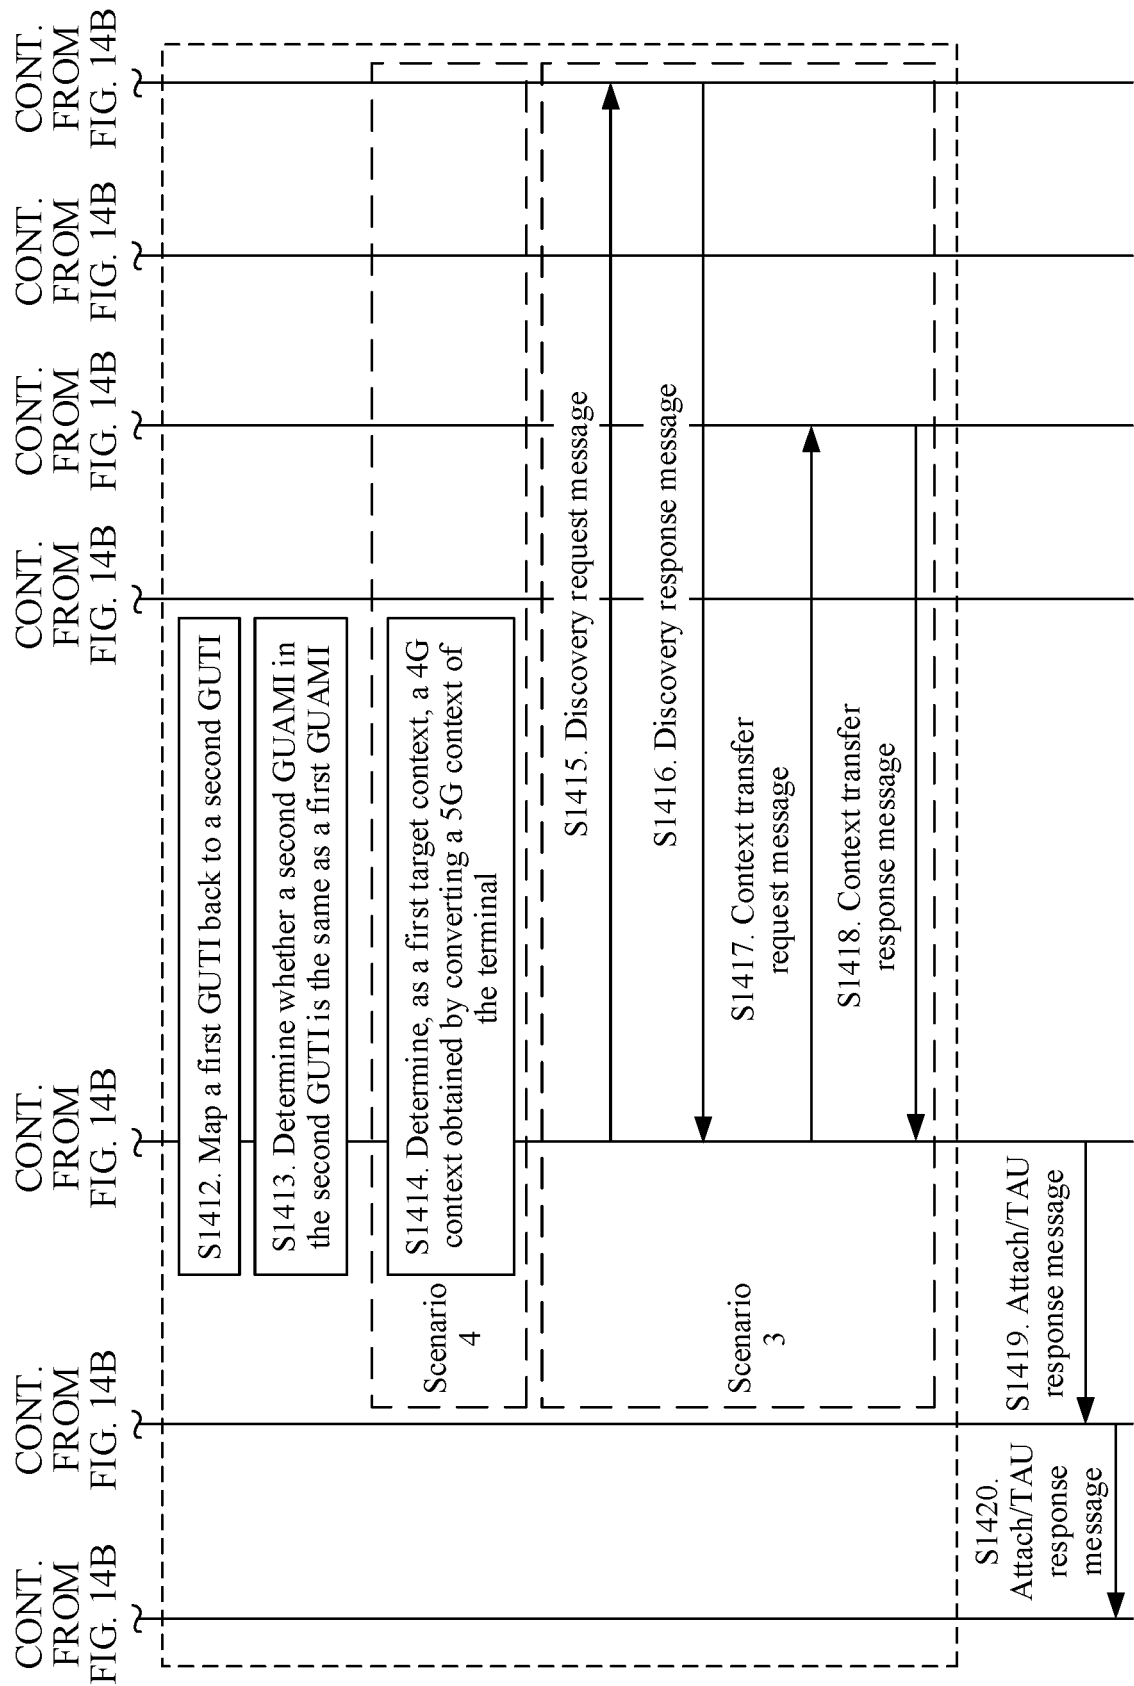 CONT.
FROM
FIG. 14B
CONT.
FROM
FIG. 14B
CONT.
FROM
FIG. 14B
CONT.
FROM
FIG. 14B
CONT.
FROM
FIG. 14B
CONT.
FROM
FIG. 14B
CONT.
FROM
FIG. 14B
S1412. Map a first GUTI back to a second GUTI
S1413. Determine whether a second GUAMI in
the second GUTI is the same as a first GUAMI
Scenario
4
S1414. Determine, as a first target context, a 4G
context obtained by converting a 5G context of
the terminal
Scenario
3
S1415. Discovery request message
S1416. Discovery response message
S1417. Context transfer
request message
S1418. Context transfer
response message
S1419. Attach/TAU
response message
S1420.
Attach/TAU
response
message